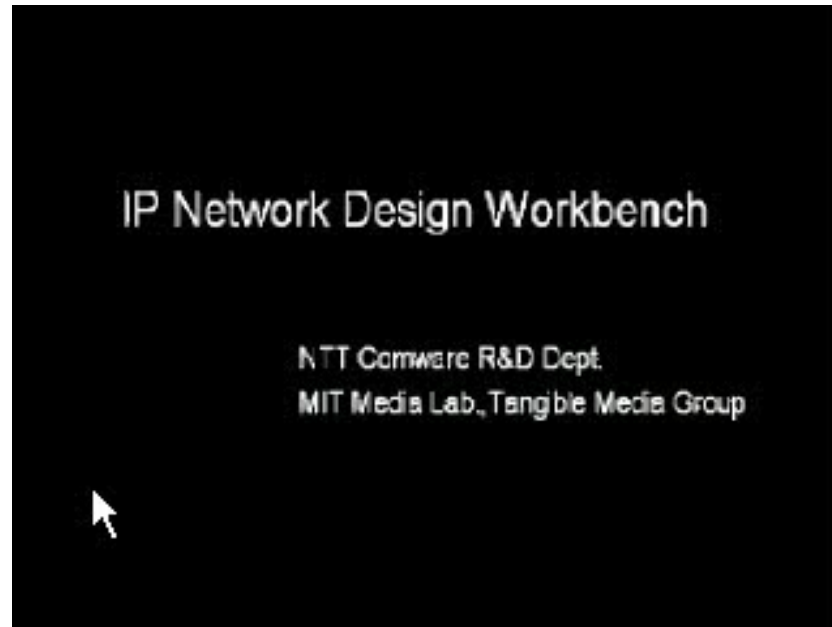 IP Network Design Workbench
NTT Comware R&D Dept.
MIT Media Lab., Tangible Media Group